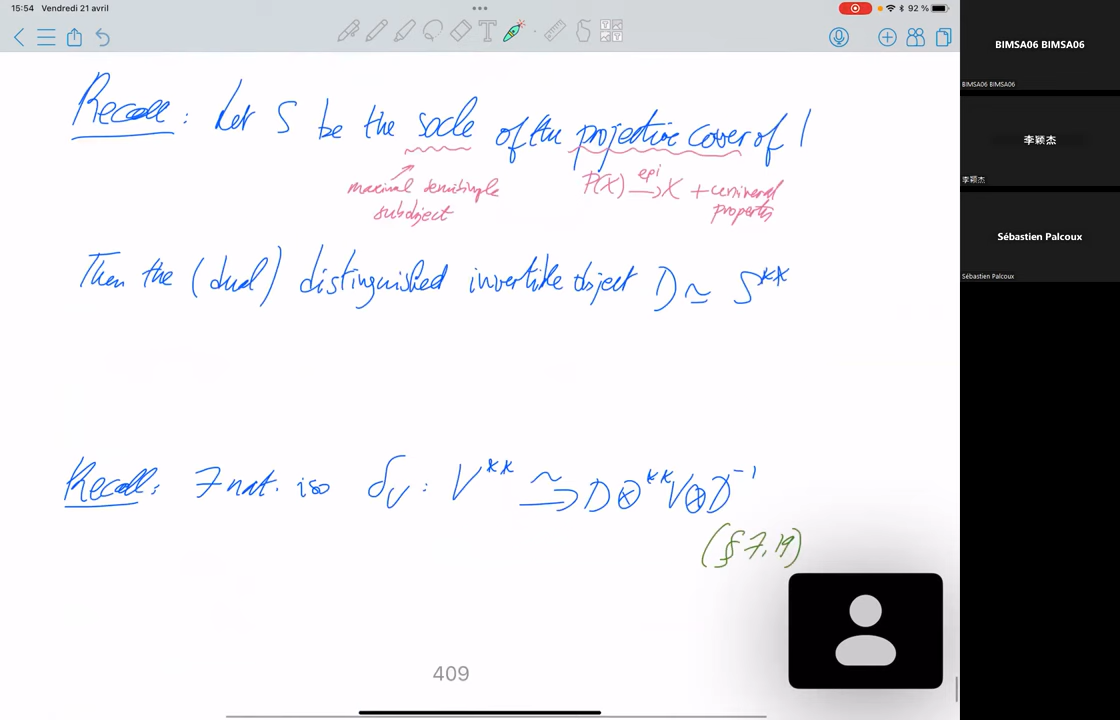 15:54 Vendredi 21 avril
92 %
Recall: Let S be the socle of the projective cover of 1
maximal semisimple subobject
P(X) epi → X + universal property
Then the (dual) distinguished invertible object D ≃ S**
Recall: ∃ nat. iso δ_V : V** ≃→ D ⊗ **V ⊗ D⁻¹
(§ 7.19)
409
BIMSA06 BIMSA06
BIMSA06 BIMSA06
李颖杰
李颖杰
Sébastien Palcoux
Sébastien Palcoux